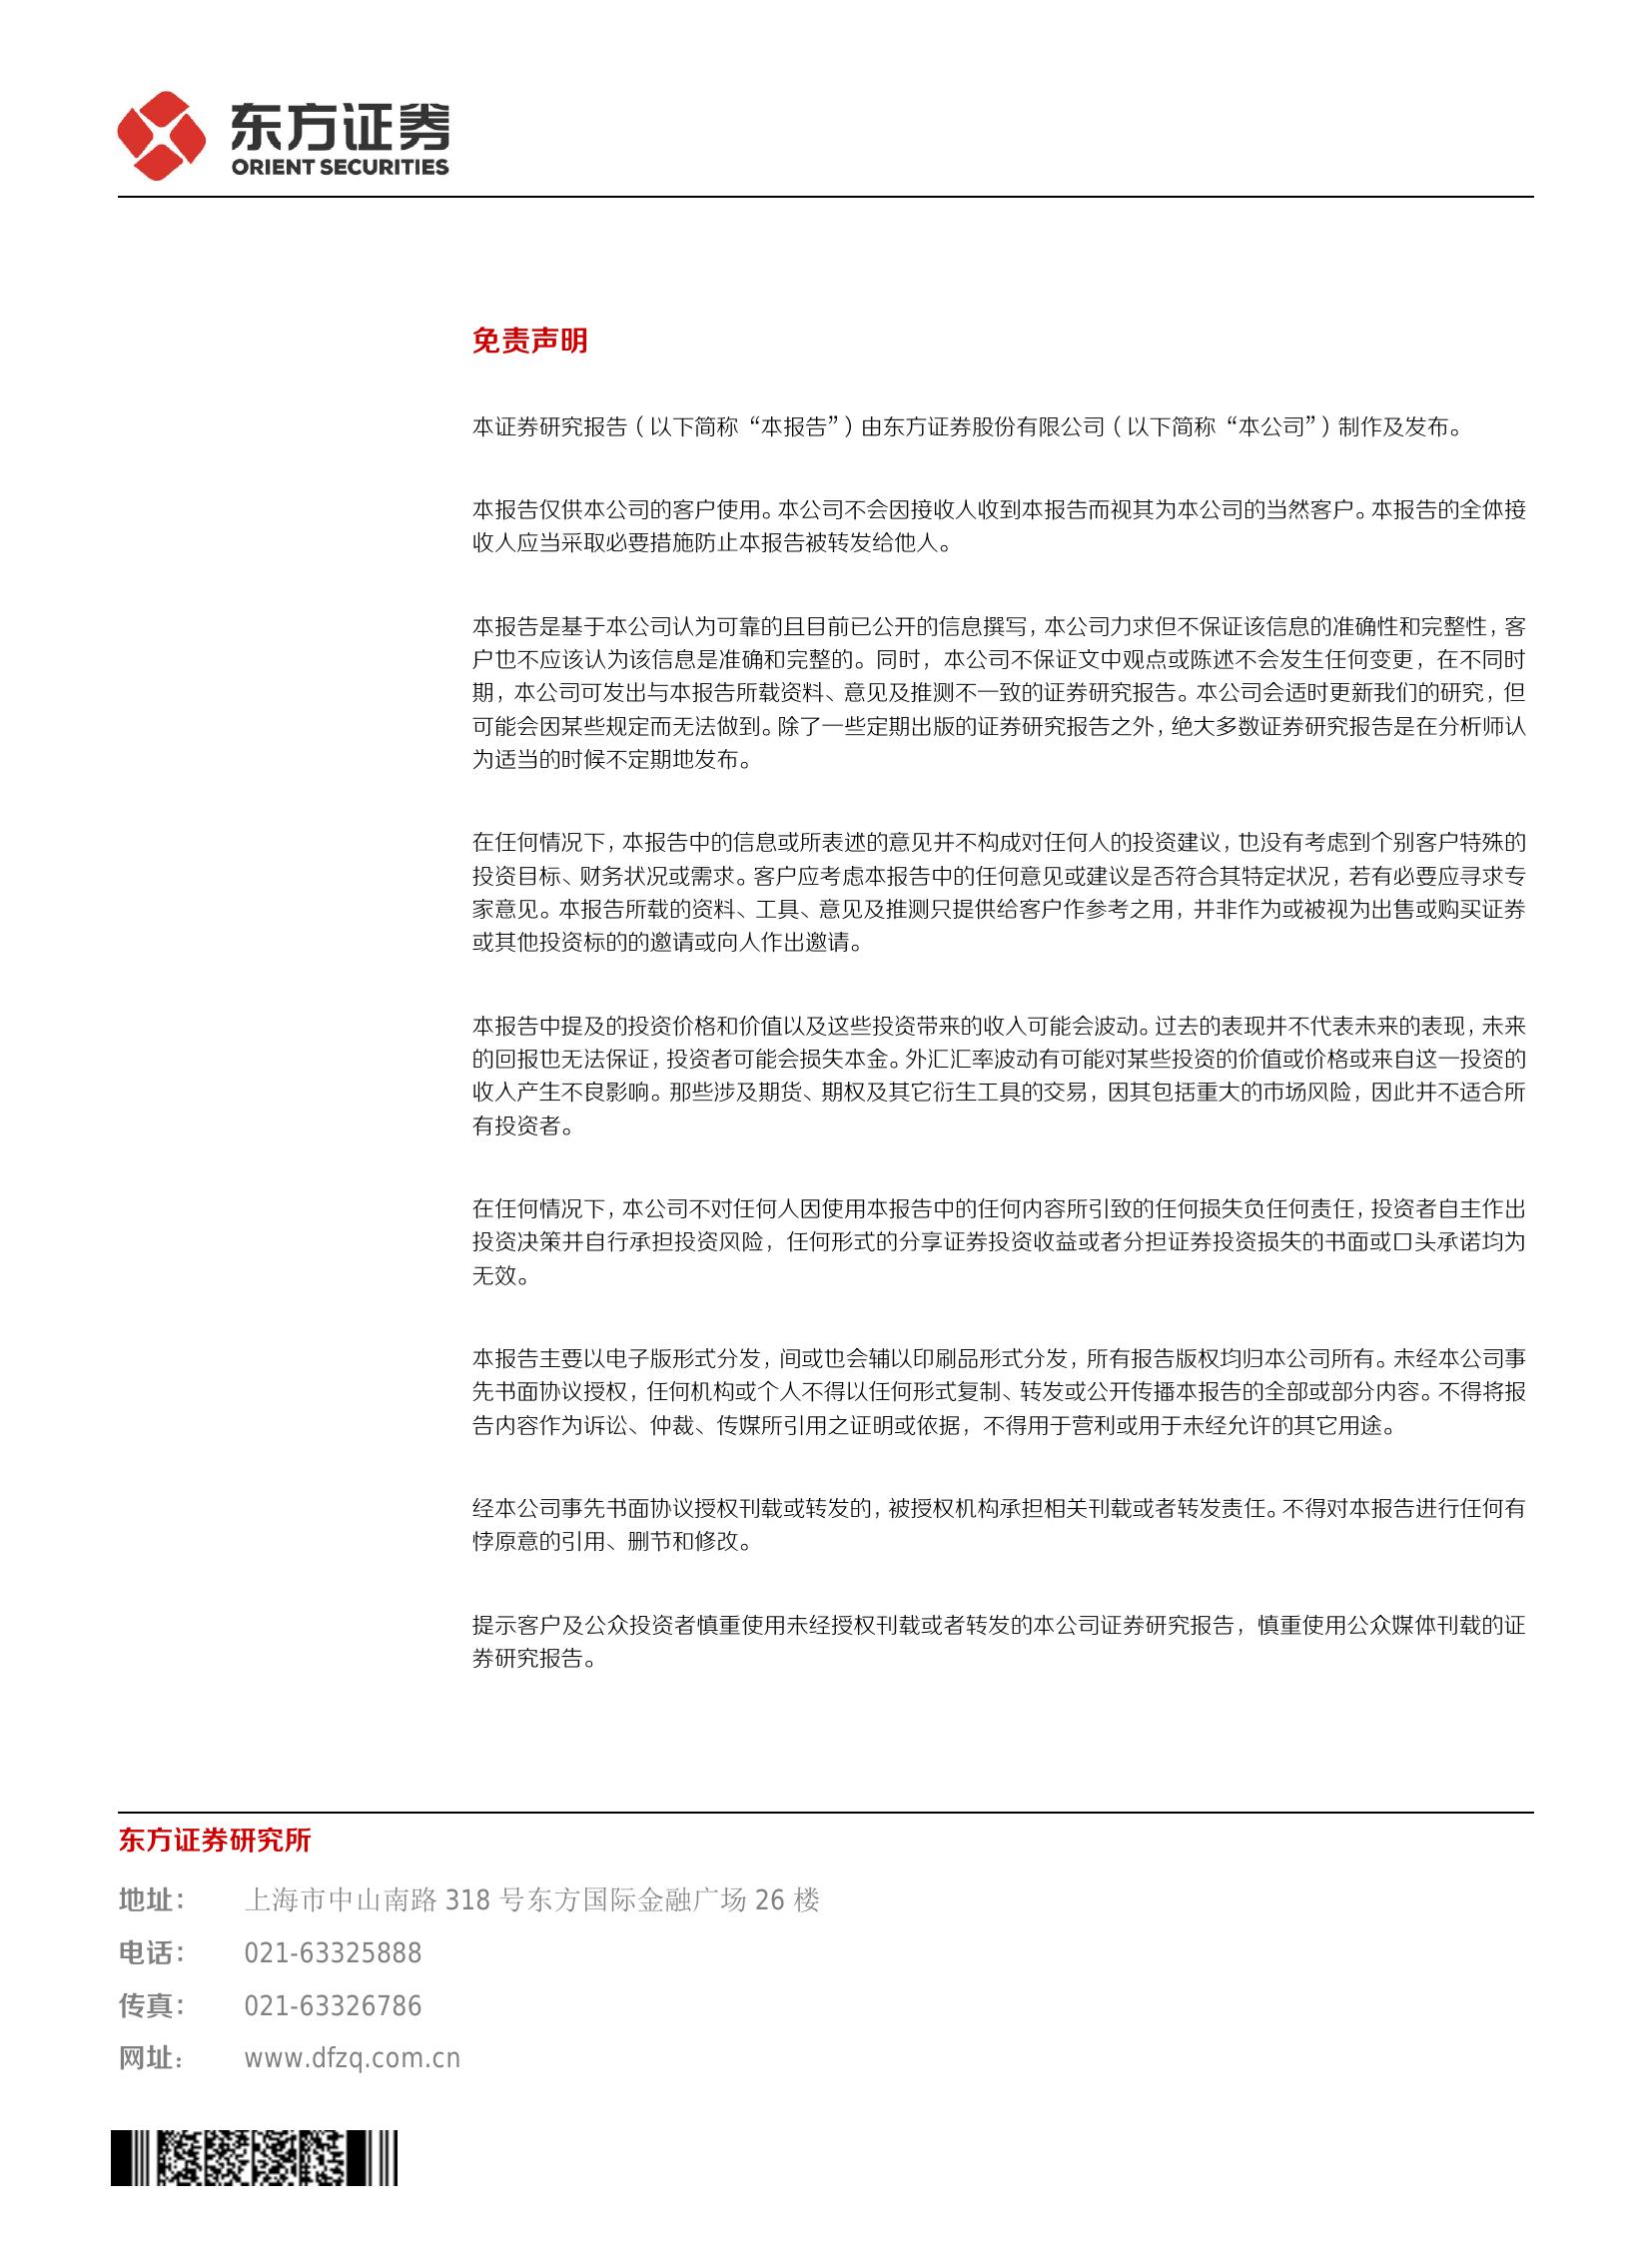 东方证券
ORIENT SECURITIES
免责声明
本证券研究报告（以下简称“本报告”）由东方证券股份有限公司（以下简称“本公司”）制作及发布。
本报告仅供本公司的客户使用。本公司不会因接收人收到本报告而视其为本公司的当然客户。本报告的全体接
收人应当采取必要措施防止本报告被转发给他人。
本报告是基于本公司认为可靠的且目前已公开的信息撰写，本公司力求但不保证该信息的准确性和完整性，客
户也不应该认为该信息是准确和完整的。同时，本公司不保证文中观点或陈述不会发生任何变更，在不同时
期，本公司可发出与本报告所载资料、意见及推测不一致的证券研究报告。本公司会适时更新我们的研究，但
可能会因某些规定而无法做到。除了一些定期出版的证券研究报告之外，绝大多数证券研究报告是在分析师认
为适当的时候不定期地发布。
在任何情况下，本报告中的信息或所表述的意见并不构成对任何人的投资建议，也没有考虑到个别客户特殊的
投资目标、财务状况或需求。客户应考虑本报告中的任何意见或建议是否符合其特定状况，若有必要应寻求专
家意见。本报告所载的资料、工具、意见及推测只提供给客户作参考之用，并非作为或被视为出售或购买证券
或其他投资标的的邀请或向人作出邀请。
本报告中提及的投资价格和价值以及这些投资带来的收入可能会波动。过去的表现并不代表未来的表现，未来
的回报也无法保证，投资者可能会损失本金。外汇汇率波动有可能对某些投资的价值或价格或来自这一投资的
收入产生不良影响。那些涉及期货、期权及其它衍生工具的交易，因其包括重大的市场风险，因此并不适合所
有投资者。
在任何情况下，本公司不对任何人因使用本报告中的任何内容所引致的任何损失负任何责任，投资者自主作出
投资决策并自行承担投资风险，任何形式的分享证券投资收益或者分担证券投资损失的书面或口头承诺均为
无效。
本报告主要以电子版形式分发，间或也会辅以印刷品形式分发，所有报告版权均归本公司所有。未经本公司事
先书面协议授权，任何机构或个人不得以任何形式复制、转发或公开传播本报告的全部或部分内容。不得将报
告内容作为诉讼、仲裁、传媒所引用之证明或依据，不得用于营利或用于未经允许的其它用途。
经本公司事先书面协议授权刊载或转发的，被授权机构承担相关刊载或者转发责任。不得对本报告进行任何有
悖原意的引用、删节和修改。
提示客户及公众投资者慎重使用未经授权刊载或者转发的本公司证券研究报告，慎重使用公众媒体刊载的证
券研究报告。
东方证券研究所
地址： 上海市中山南路 318 号东方国际金融广场 26 楼
电话： 021-63325888
传真： 021-63326786
网址： www.dfzq.com.cn